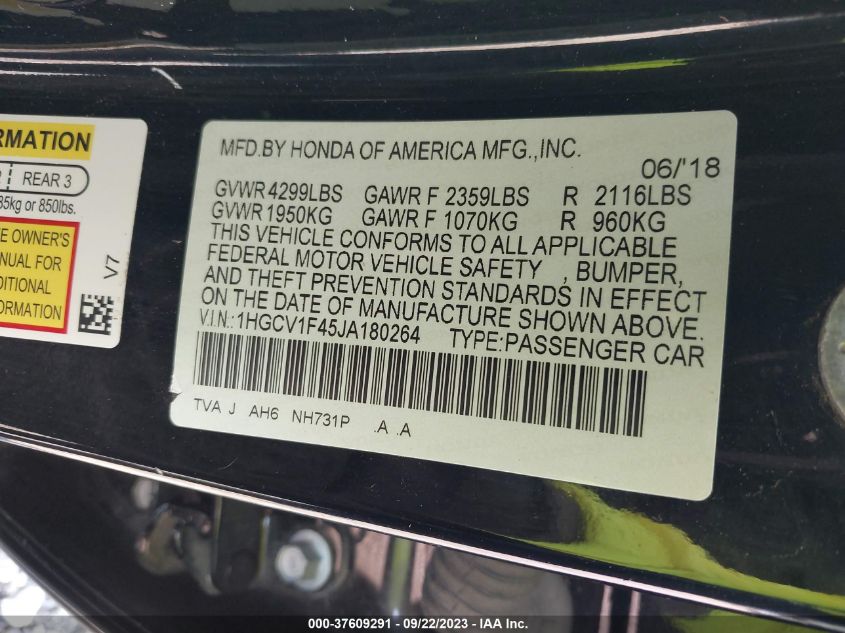 RMATION
REAR 3
85kg or 850lbs.
E OWNER'S
NUAL FOR
DITIONAL
FORMATION
V7
MFD.BY HONDA OF AMERICA MFG.,INC.
06/'18
GVWR 4299LBS GAWR F 2359LBS R 2116LBS
GVWR 1950KG GAWR F 1070KG R 960KG
THIS VEHICLE CONFORMS TO ALL APPLICABLE
FEDERAL MOTOR VEHICLE SAFETY , BUMPER,
AND THEFT PREVENTION STANDARDS IN EFFECT
ON THE DATE OF MANUFACTURE SHOWN ABOVE.
V.I.N.:1HGCV1F45JA180264 TYPE:PASSENGER CAR
TVA J AH6 NH731P .A .A
000-37609291 - 09/22/2023 - IAA Inc.